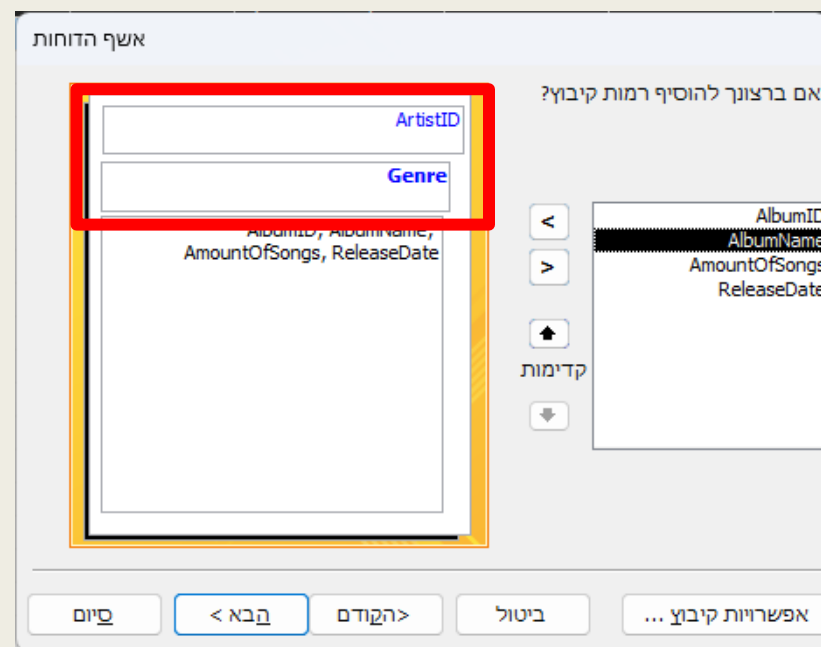 אשף הדוחות
אם ברצונך להוסיף רמות קיבוץ?
ArtistID
Genre
AlbumID, AlbumName,
AmountOfSongs, ReleaseDate
<
>
AlbumID
AlbumName
AmountOfSongs
ReleaseDate
קדימות
אפשרויות קיבוץ ...
ביטול
<הקודם
הבא >
סיום